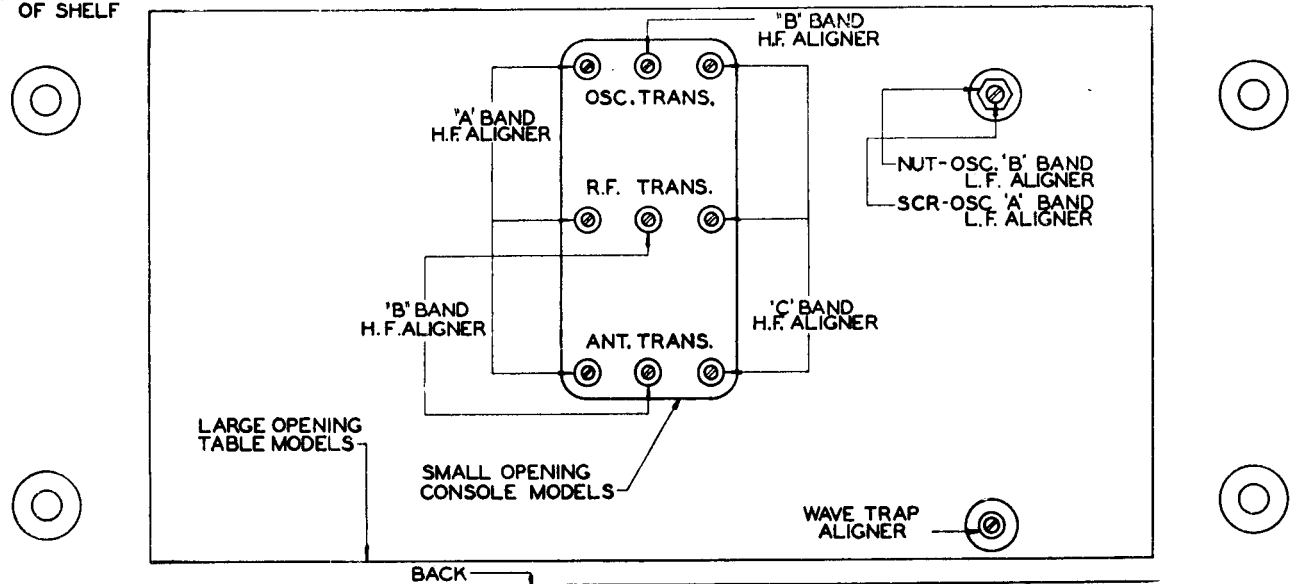 OF SHELF
"B" BAND
H.F. ALIGNER
OSC. TRANS.
"A' BAND
H.F. ALIGNER
NUT-OSC. 'B' BAND
L.F. ALIGNER
SCR-OSC 'A' BAND
L.F. ALIGNER
R.F. TRANS.
"B" BAND
H.F. ALIGNER
'C' BAND
H.F. ALIGNER
ANT. TRANS.
LARGE OPENING
TABLE MODELS
SMALL OPENING
CONSOLE MODELS
WAVE TRAP
ALIGNER
BACK